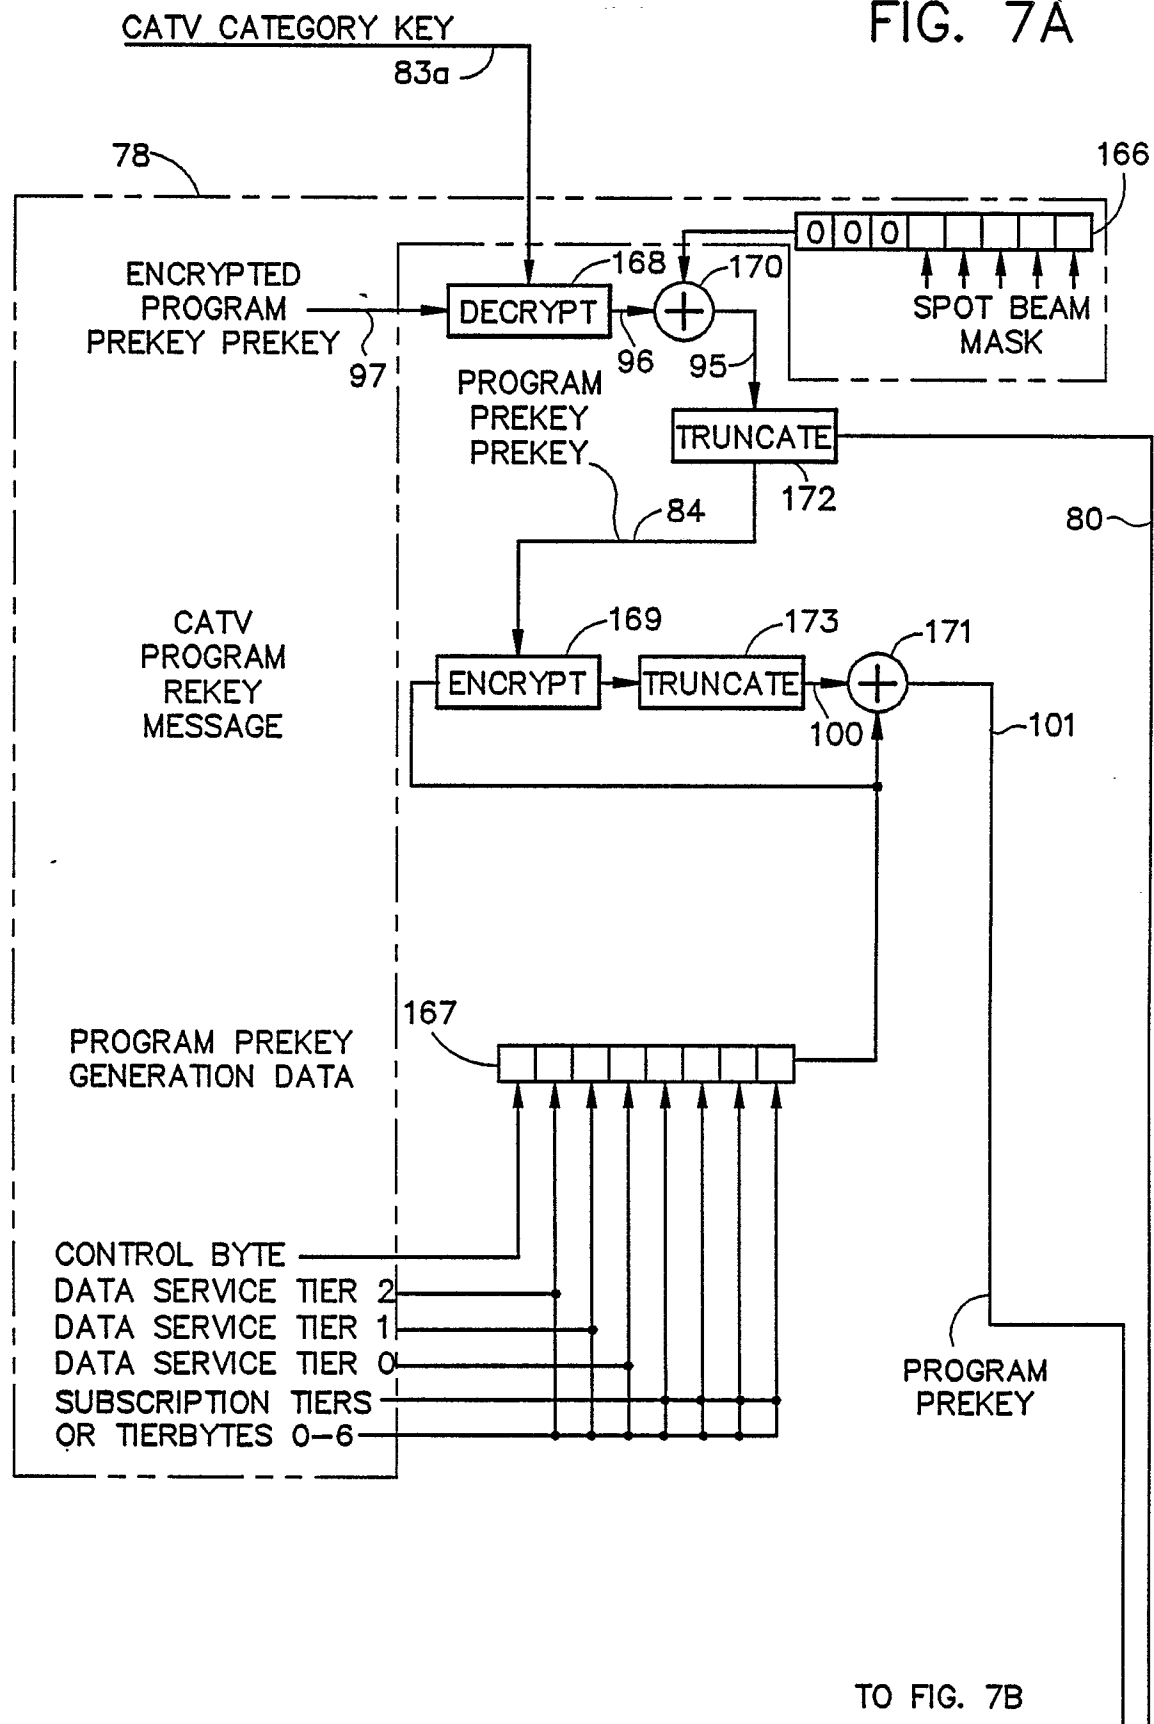 FIG. 7A
CATV CATEGORY KEY
83a
78
166
0 0 0
ENCRYPTED
PROGRAM
PREKEY PREKEY
97
168
DECRYPT
96
170
SPOT BEAM
MASK
95
PROGRAM
PREKEY
PREKEY
TRUNCATE
172
84
80
CATV
PROGRAM
REKEY
MESSAGE
169
ENCRYPT
173
TRUNCATE
100
171
101
PROGRAM PREKEY
GENERATION DATA
167
CONTROL BYTE
DATA SERVICE TIER 2
DATA SERVICE TIER 1
DATA SERVICE TIER 0
SUBSCRIPTION TIERS
OR TIERBYTES 0-6
PROGRAM
PREKEY
TO FIG. 7B